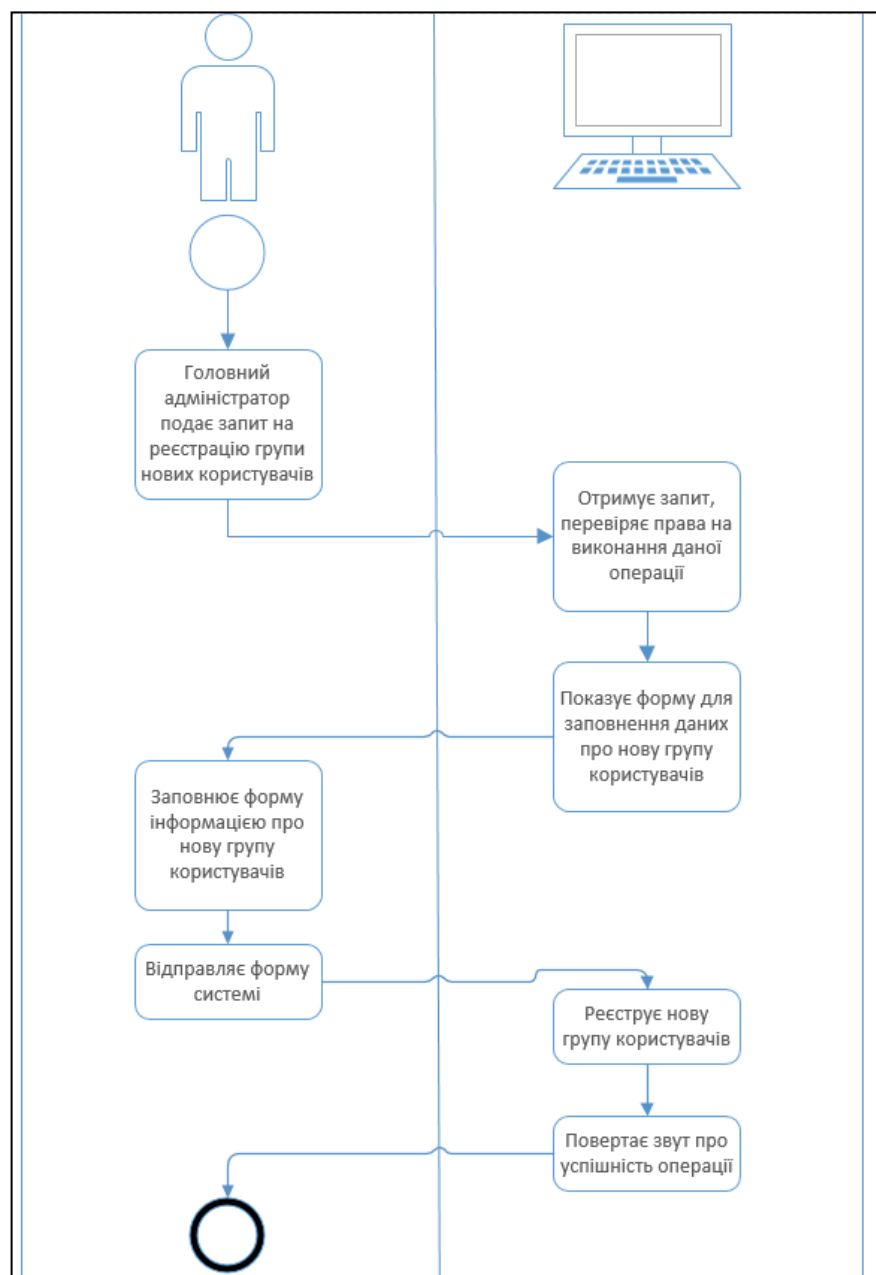 Головний
адміністратор
подає запит на
реєстрацію групи
нових користувачів
Отримує запит,
перевіряє права на
виконання даної
операції
Показує форму для
заповнення даних
про нову групу
користувачів
Заповнює форму
інформацією про
нову групу
користувачів
Відправляє форму
системі
Реєструє нову
групу користувачів
Повертає звут про
успішність операції